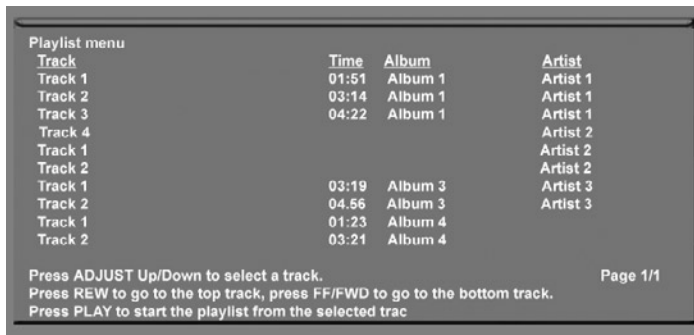 Playlist menu
Track Time Album Artist
Track 1 01:51 Album 1 Artist 1
Track 2 03:14 Album 1 Artist 1
Track 3 04:22 Album 1 Artist 1
Track 4 Artist 2
Track 1 Artist 2
Track 2 Artist 2
Track 1 03:19 Album 3 Artist 3
Track 2 04.56 Album 3 Artist 3
Track 1 01:23 Album 4
Track 2 03:21 Album 4
Press ADJUST Up/Down to select a track. Page 1/1
Press REW to go to the top track, press FF/FWD to go to the bottom track.
Press PLAY to start the playlist from the selected trac